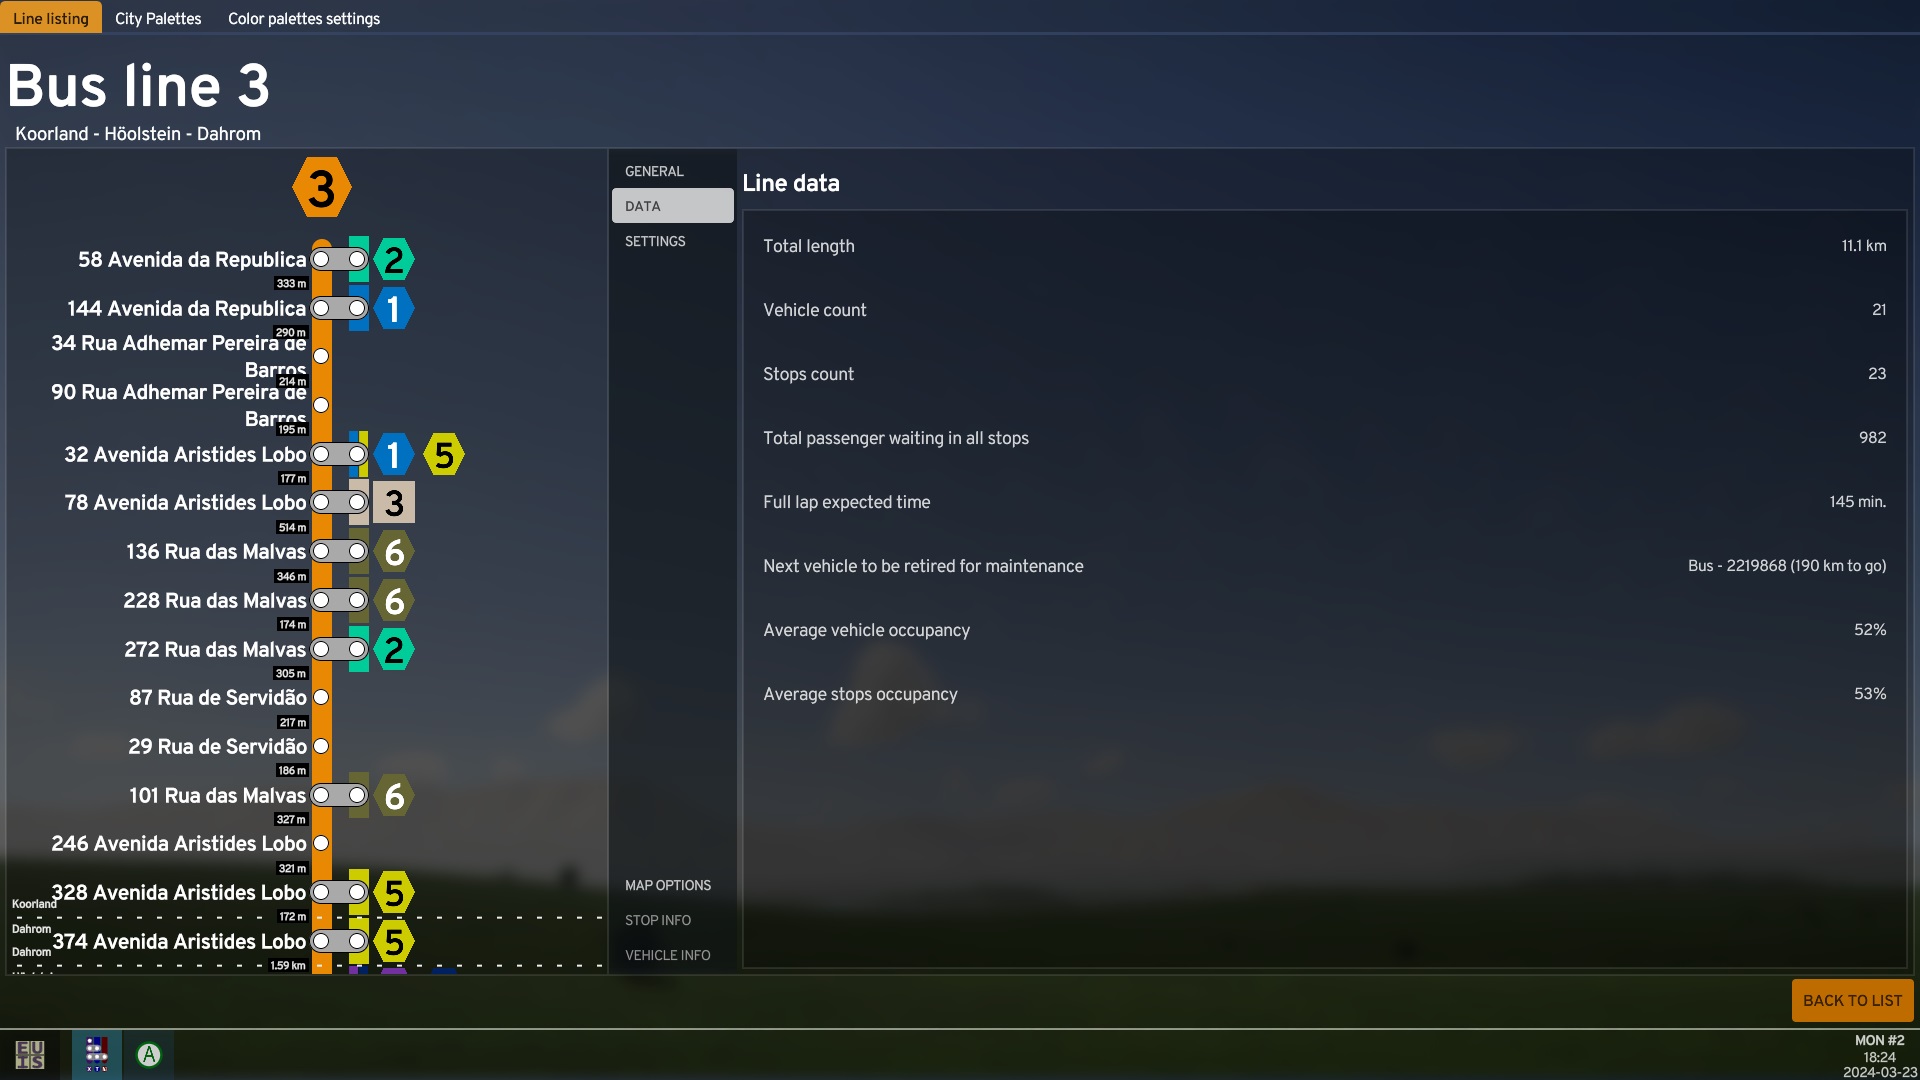 Line listing
City Palettes
Color palettes settings
Bus line 3
Koorland - Höolstein - Dahrom
3
58 Avenida da Republica
2
333 m
144 Avenida da Republica
1
290 m
34 Rua Adhemar Pereira de
Barros
214 m
90 Rua Adhemar Pereira de
Barros
195 m
32 Avenida Aristides Lobo
1
5
177 m
78 Avenida Aristides Lobo
3
514 m
136 Rua das Malvas
6
346 m
228 Rua das Malvas
6
174 m
272 Rua das Malvas
2
305 m
87 Rua de Servidão
217 m
29 Rua de Servidão
186 m
101 Rua das Malvas
6
327 m
246 Avenida Aristides Lobo
321 m
328 Avenida Aristides Lobo
5
Koorland
172 m
Dahrom
374 Avenida Aristides Lobo
5
Dahrom
1.59 km
GENERAL
DATA
SETTINGS
MAP OPTIONS
STOP INFO
VEHICLE INFO
Line data
Total length
11.1 km
Vehicle count
21
Stops count
23
Total passenger waiting in all stops
982
Full lap expected time
145 min.
Next vehicle to be retired for maintenance
Bus - 2219868 (190 km to go)
Average vehicle occupancy
52%
Average stops occupancy
53%
BACK TO LIST
EU
IS
XTM
A
MON #2
18:24
2024-03-23